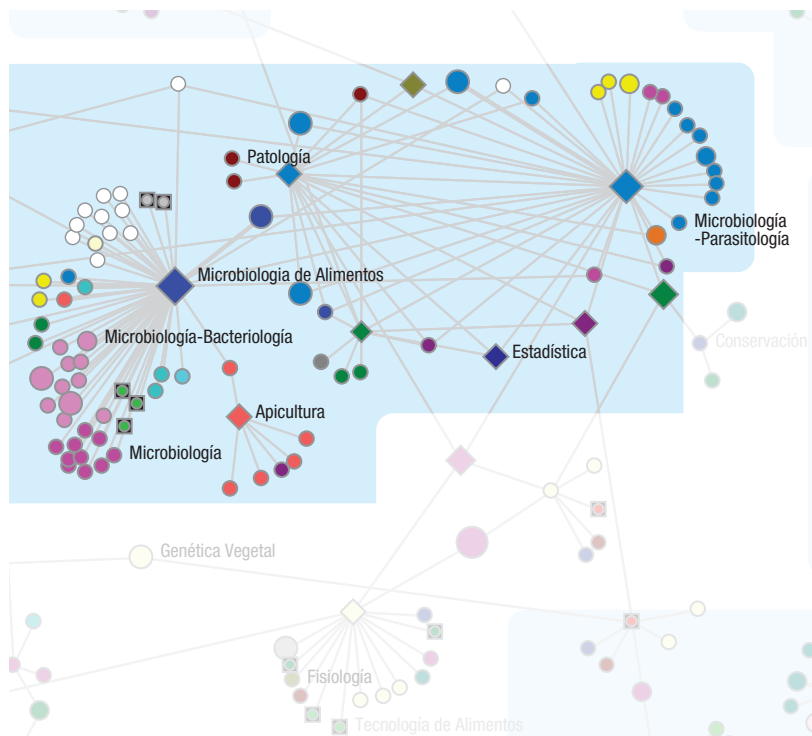 Patología
Microbiología
-Parasitología
Microbiologia de Alimentos
Microbiología-Bacteriología
Conservación
Estadística
Apicultura
Microbiología
Genética Vegetal
Fisiología
Tecnología de Alimentos